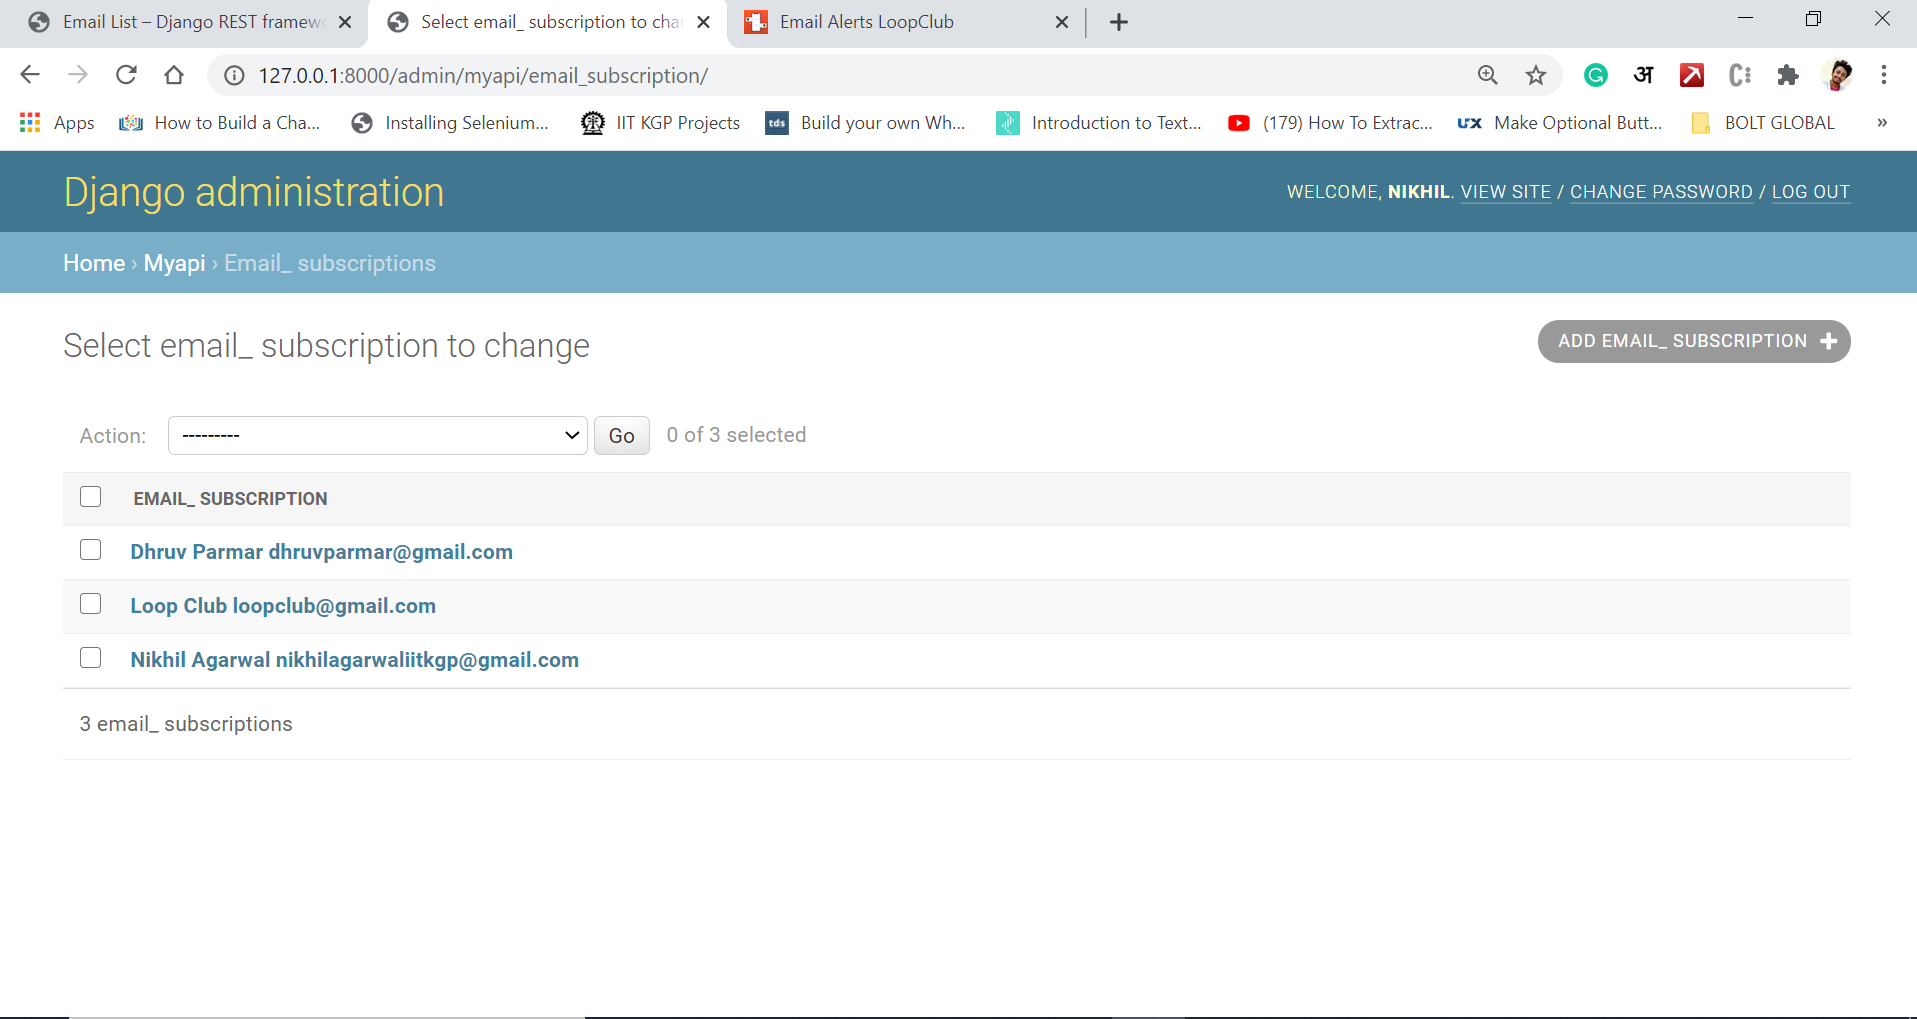 Email List – Django REST framew
Select email_ subscription to cha
Email Alerts LoopClub
127.0.0.1:8000/admin/myapi/email_subscription/
अ
Apps
How to Build a Cha...
Installing Selenium...
IIT KGP Projects
tds
Build your own Wh...
Introduction to Text...
(179) How To Extrac...
UX
Make Optional Butt...
BOLT GLOBAL
»
Django administration
WELCOME, NIKHIL. VIEW SITE / CHANGE PASSWORD / LOG OUT
Home › Myapi › Email_ subscriptions
Select email_ subscription to change
ADD EMAIL_ SUBSCRIPTION +
Action:
---------
Go
0 of 3 selected
EMAIL_ SUBSCRIPTION
Dhruv Parmar dhruvparmar@gmail.com
Loop Club loopclub@gmail.com
Nikhil Agarwal nikhilagarwaliitkgp@gmail.com
3 email_ subscriptions